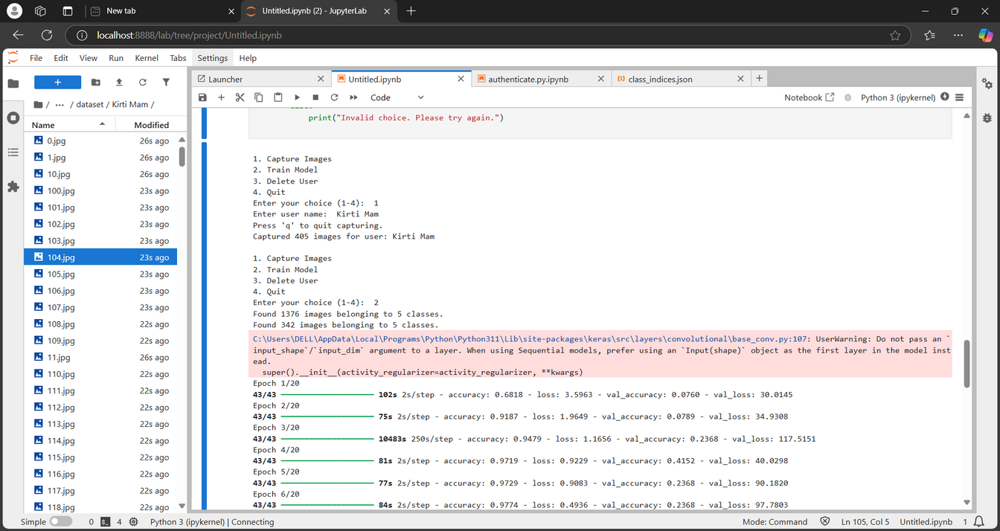 New tab
Untitled.ipynb (2) - JupyterLab
localhost:8888/lab/tree/project/Untitled.ipynb
File Edit View Run Kernel Tabs Settings Help
Launcher
Untitled.ipynb
authenticate.py.ipynb
class_indices.json
Code
Notebook
Python 3 (ipykernel)
/ ... / dataset / Kirti Mam /
Name Modified
0.jpg 26s ago
1.jpg 26s ago
10.jpg 26s ago
100.jpg 23s ago
101.jpg 23s ago
102.jpg 23s ago
103.jpg 23s ago
104.jpg 23s ago
105.jpg 23s ago
106.jpg 23s ago
107.jpg 23s ago
108.jpg 22s ago
109.jpg 22s ago
11.jpg 26s ago
110.jpg 22s ago
111.jpg 22s ago
112.jpg 22s ago
113.jpg 22s ago
114.jpg 22s ago
115.jpg 22s ago
116.jpg 22s ago
117.jpg 22s ago
118.jpg 22s ago
print("Invalid choice. Please try again.")
1. Capture Images
2. Train Model
3. Delete User
4. Quit
Enter your choice (1-4): 1
Enter user name: Kirti Mam
Press 'q' to quit capturing.
Captured 405 images for user: Kirti Mam
1. Capture Images
2. Train Model
3. Delete User
4. Quit
Enter your choice (1-4): 2
Found 1376 images belonging to 5 classes.
Found 342 images belonging to 5 classes.
C:\Users\DELL\AppData\Local\Programs\Python\Python311\Lib\site-packages\keras\src\layers\convolutional\base_conv.py:107: UserWarning: Do not pass an `
input_shape`/`input_dim` argument to a layer. When using Sequential models, prefer using an `Input(shape)` object as the first layer in the model inst
ead.
super().__init__(activity_regularizer=activity_regularizer, **kwargs)
Epoch 1/20
43/43 102s 2s/step - accuracy: 0.6818 - loss: 3.5963 - val_accuracy: 0.0760 - val_loss: 30.0145
Epoch 2/20
43/43 75s 2s/step - accuracy: 0.9187 - loss: 1.9649 - val_accuracy: 0.0789 - val_loss: 34.9308
Epoch 3/20
43/43 10483s 250s/step - accuracy: 0.9479 - loss: 1.1656 - val_accuracy: 0.2368 - val_loss: 117.5151
Epoch 4/20
43/43 81s 2s/step - accuracy: 0.9719 - loss: 0.9229 - val_accuracy: 0.4152 - val_loss: 40.0298
Epoch 5/20
43/43 77s 2s/step - accuracy: 0.9729 - loss: 0.9083 - val_accuracy: 0.2368 - val_loss: 90.1820
Epoch 6/20
43/43 84s 2s/step - accuracy: 0.9774 - loss: 0.4936 - val_accuracy: 0.2368 - val_loss: 97.7803
Simple 0 4 Python 3 (ipykernel) | Connecting
Mode: Command Ln 105, Col 5 Untitled.ipynb 1